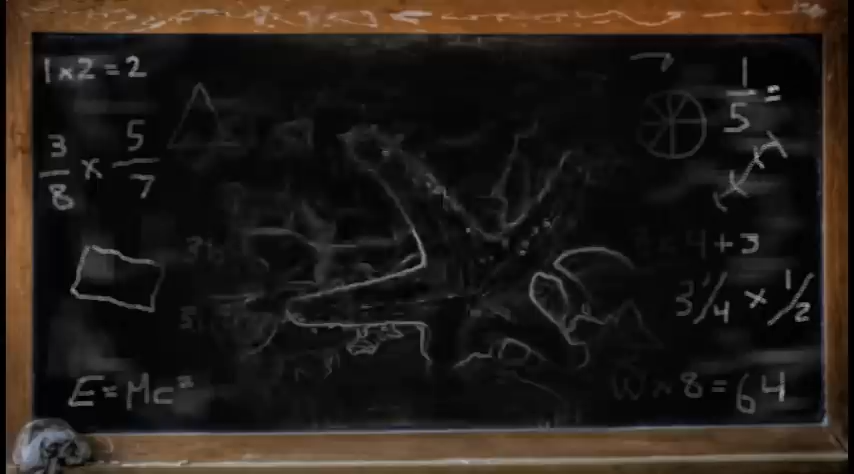 1×2=2
1/5 =
3/8 × 5/7
×4+3
3 1/4 × 1/2
E=Mc²
W×8=64